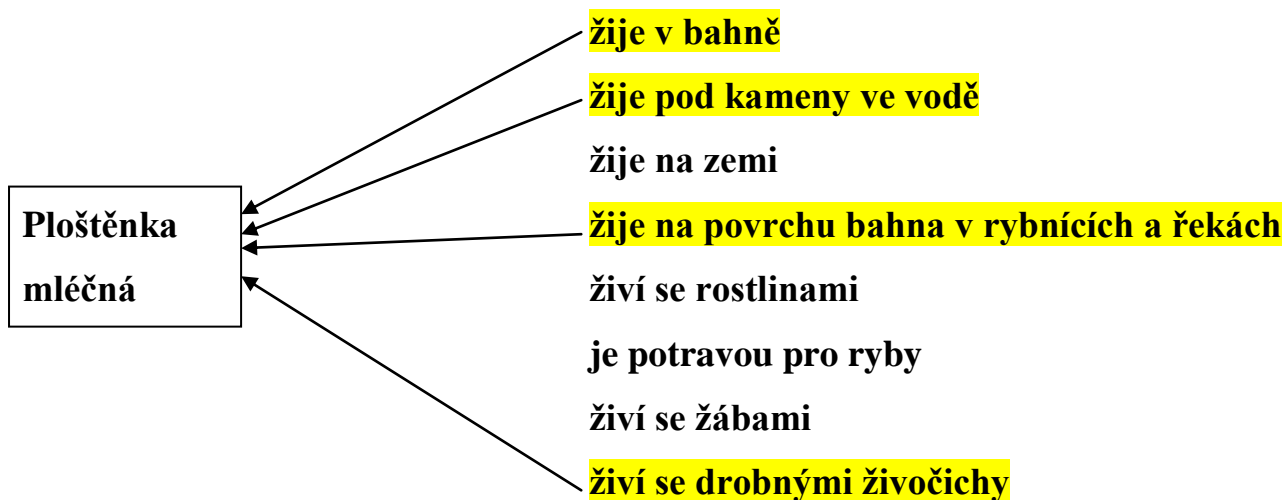 žije v bahně
žije pod kameny ve vodě
žije na zemi
Ploštěnka
mléčná
žije na povrchu bahna v rybnících a řekách
živí se rostlinami
je potravou pro ryby
živí se žábami
živí se drobnými živočichy